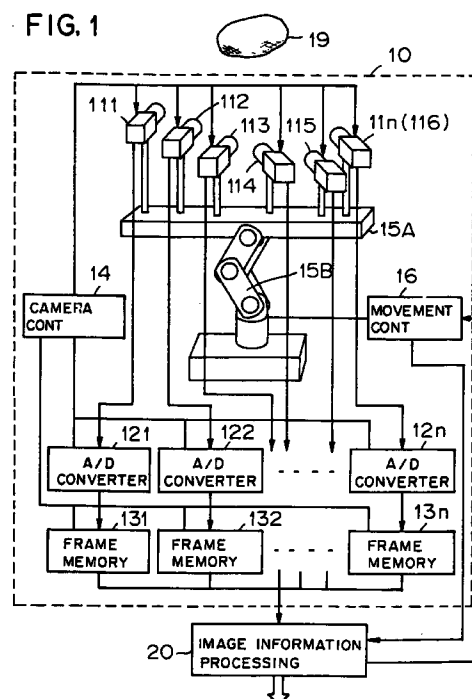 FIG. 1
19
10
111
112
113
114
115
11n(116)
15A
14
CAMERA
CONT
15B
16
MOVEMENT
CONT
121
A/D
CONVERTER
122
A/D
CONVERTER
12n
A/D
CONVERTER
131
FRAME
MEMORY
132
FRAME
MEMORY
13n
FRAME
MEMORY
20
IMAGE INFORMATION
PROCESSING